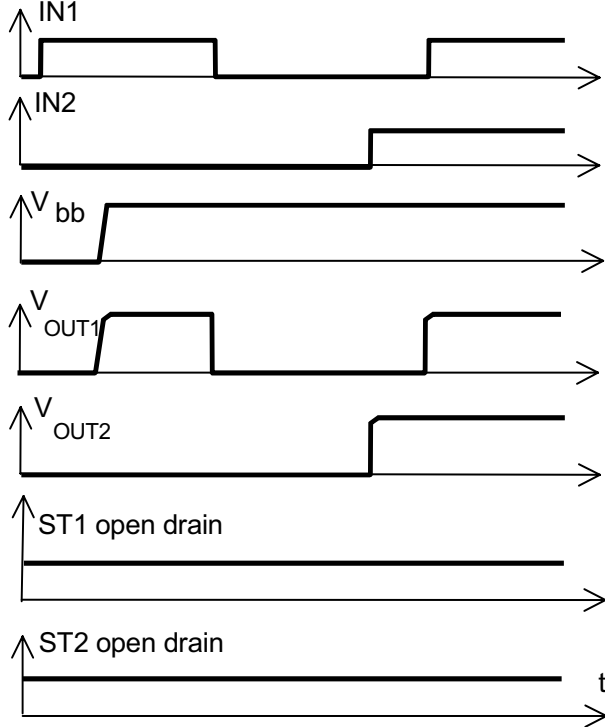 IN1
IN2
V bb
V OUT1
V OUT2
ST1 open drain
ST2 open drain
t